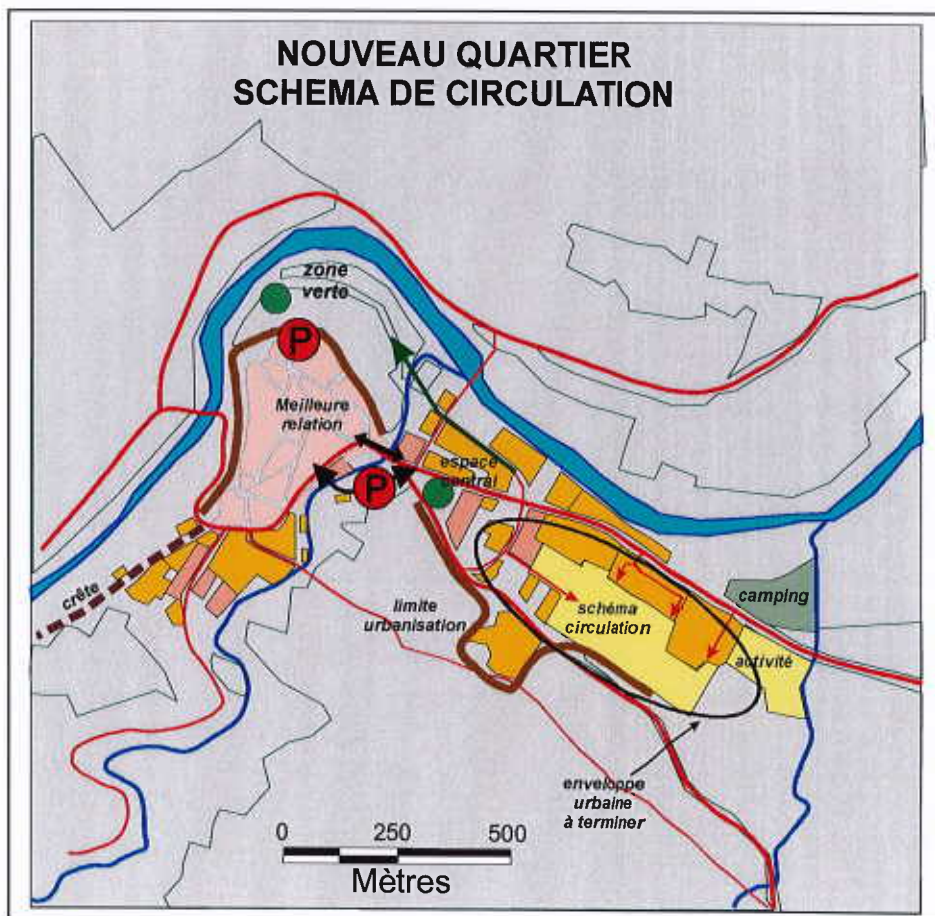 NOUVEAU QUARTIER
SCHEMA DE CIRCULATION
zone
verte
P
Meilleure
relation
espace
central
P
crête
limite
urbanisation
schéma
circulation
camping
activité
enveloppe
urbaine
à terminer
0 250 500
Mètres